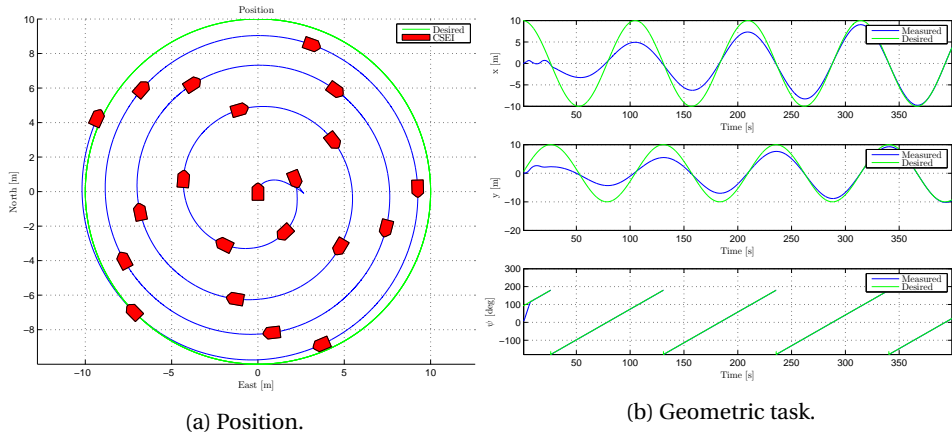 Position
Desired
CSEI
10
8
6
4
2
0
-2
-4
-6
-8
North [m]
-10
-5
0
5
10
East [m]
(a) Position.
10
5
0
-5
-10
x [m]
Measured
Desired
50
100
150
200
250
300
350
Time [s]
10
0
-10
-20
y [m]
Measured
Desired
50
100
150
200
250
300
350
Time [s]
300
200
100
0
-100
ψ [deg]
Measured
Desired
50
100
150
200
250
300
350
Time [s]
(b) Geometric task.